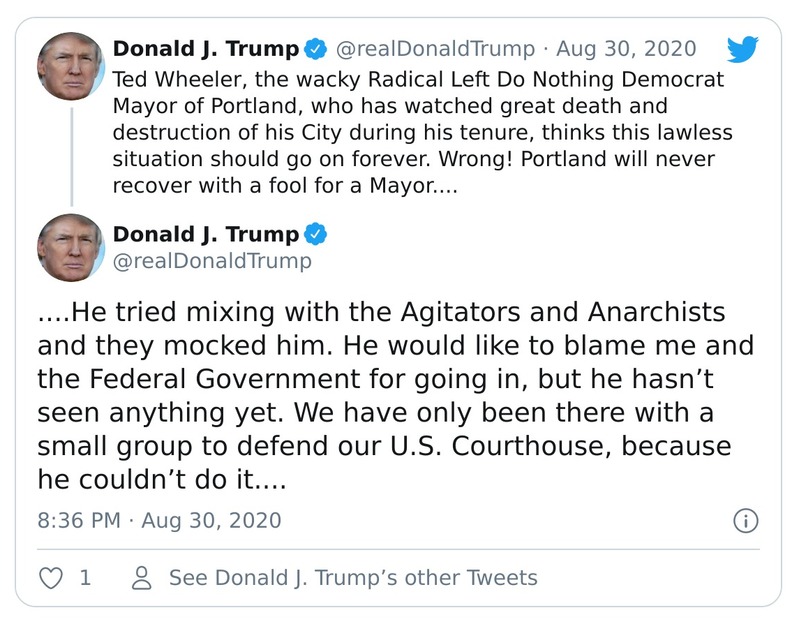 Donald J. Trump @realDonaldTrump · Aug 30, 2020
Ted Wheeler, the wacky Radical Left Do Nothing Democrat
Mayor of Portland, who has watched great death and
destruction of his City during his tenure, thinks this lawless
situation should go on forever. Wrong! Portland will never
recover with a fool for a Mayor....
Donald J. Trump
@realDonaldTrump
....He tried mixing with the Agitators and Anarchists
and they mocked him. He would like to blame me and
the Federal Government for going in, but he hasn’t
seen anything yet. We have only been there with a
small group to defend our U.S. Courthouse, because
he couldn’t do it....
8:36 PM · Aug 30, 2020
1 See Donald J. Trump’s other Tweets